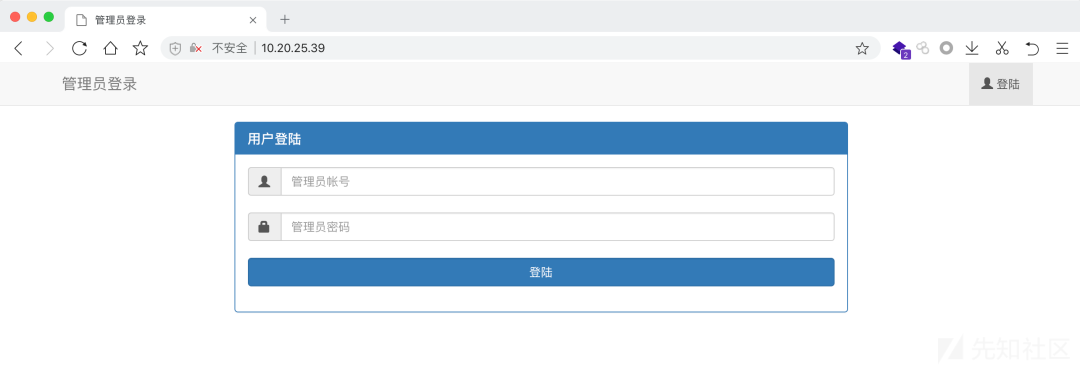 管理员登录
不安全 10.20.25.39
2
管理员登录
登陆
用户登陆
管理员帐号
管理员密码
登陆
先知社区